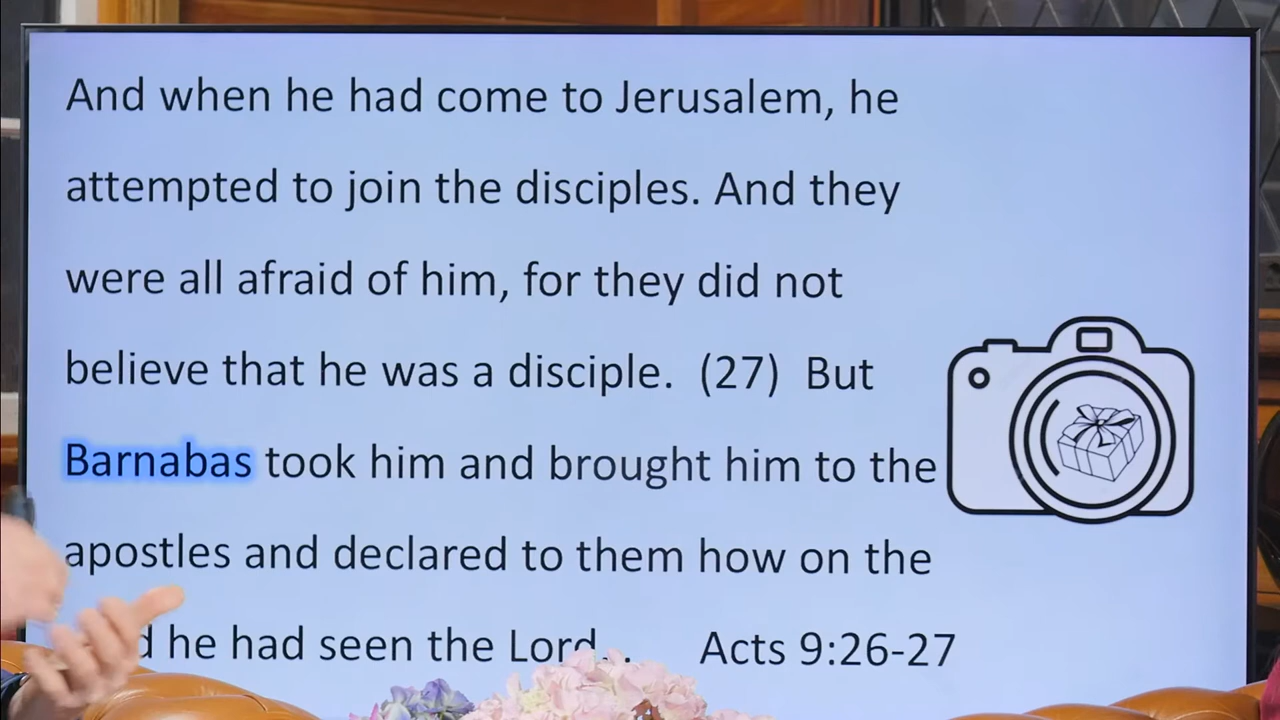 And when he had come to Jerusalem, he
attempted to join the disciples. And they
were all afraid of him, for they did not
believe that he was a disciple. (27) But
Barnabas took him and brought him to the
apostles and declared to them how on the
he had seen the Lord.. Acts 9:26-27